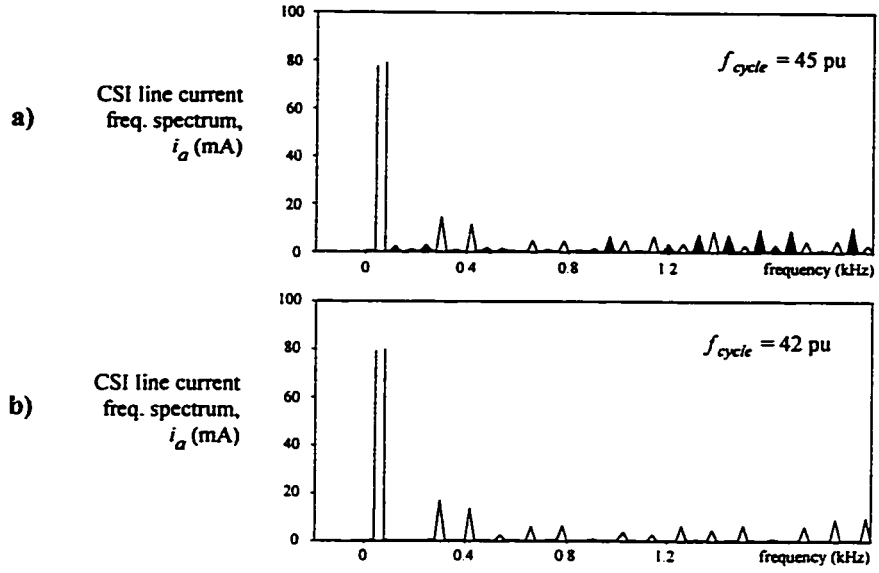 100
80
60
40
20
0
a)
CSI line current
freq. spectrum,
i_a (mA)
f_cycle = 45 pu
0 0 4 0 8 1 2 frequency (kHz)
100
80
60
40
20
0
b)
CSI line current
freq. spectrum,
i_a (mA)
f_cycle = 42 pu
0 0 4 0 8 1 2 frequency (kHz)